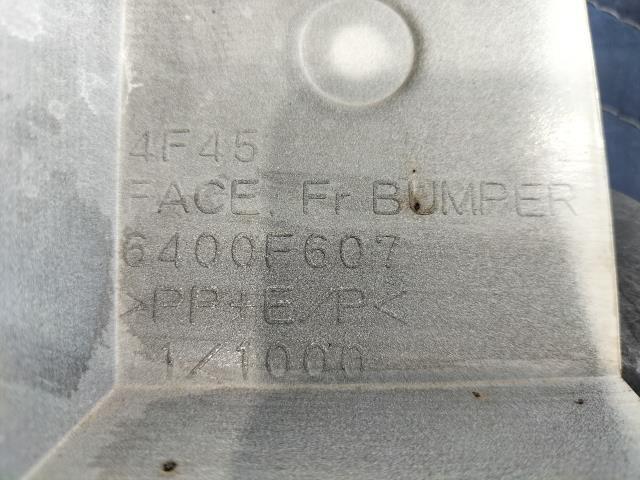 4F45
FACE, Fr BUMPER
6400F607
>PP+E/P<
1/1000